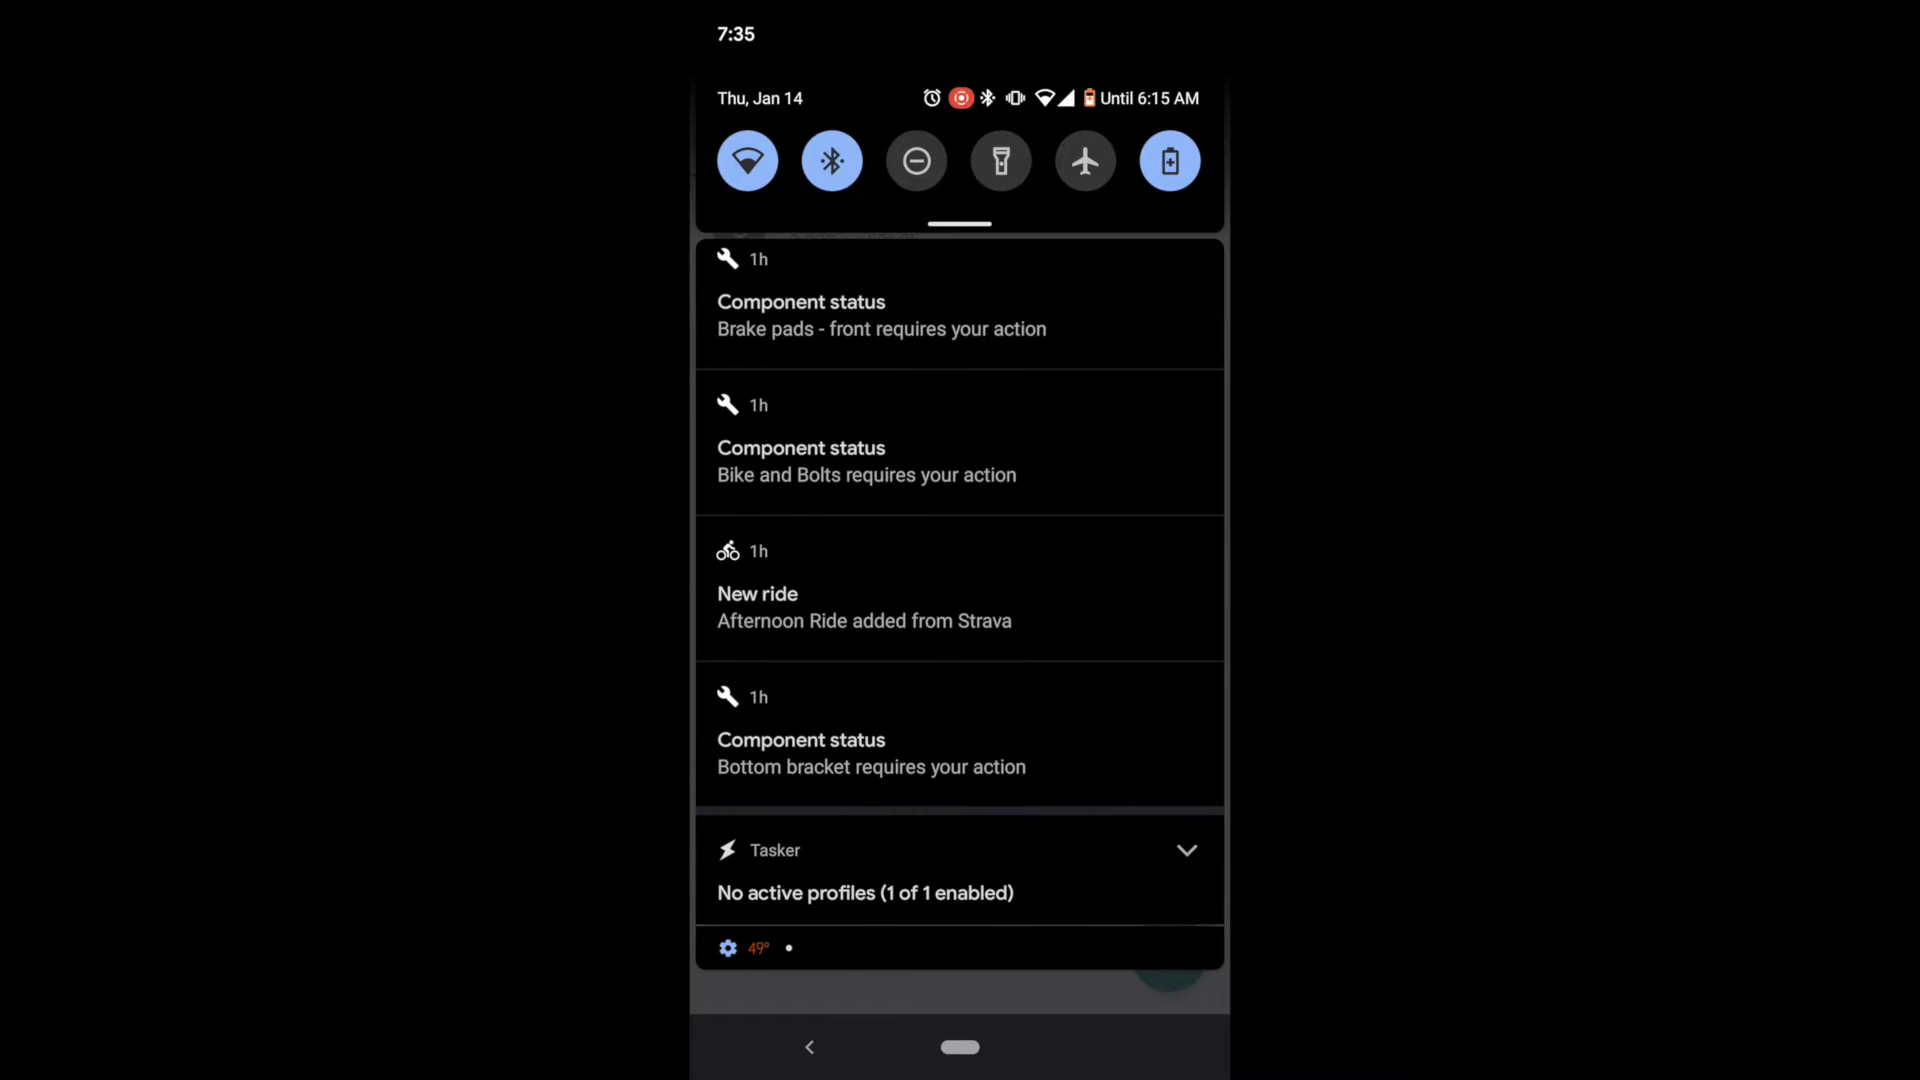 7:35
Thu, Jan 14
Until 6:15 AM
1h
Component status
Brake pads - front requires your action
1h
Component status
Bike and Bolts requires your action
1h
New ride
Afternoon Ride added from Strava
1h
Component status
Bottom bracket requires your action
Tasker
No active profiles (1 of 1 enabled)
49°